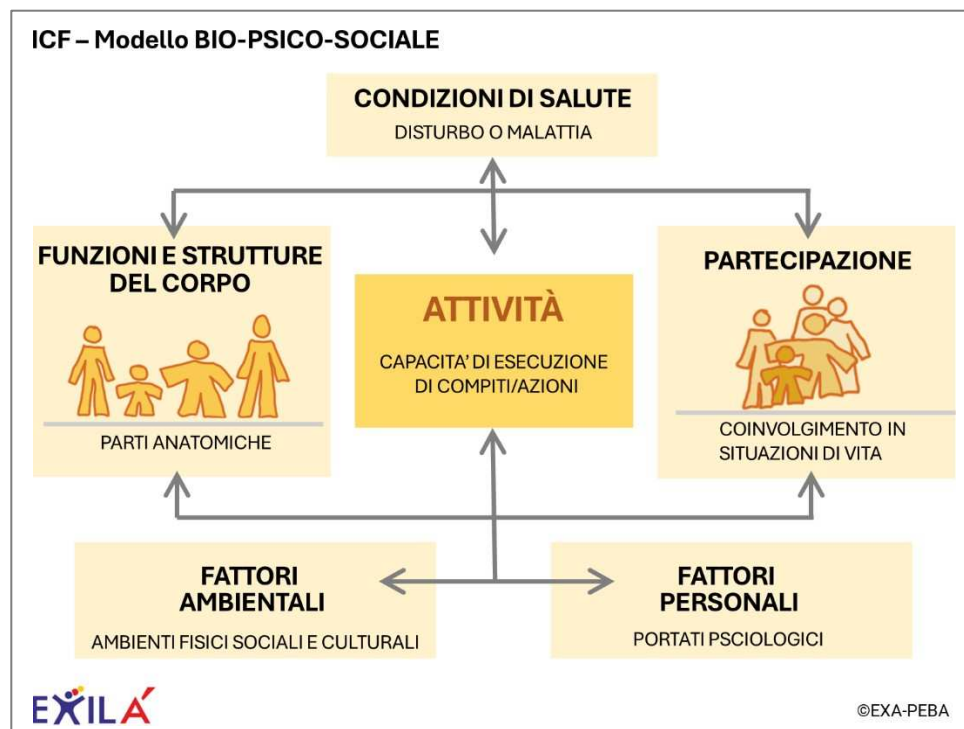 ICF – Modello BIO-PSICO-SOCIALE
CONDIZIONI DI SALUTE
DISTURBO O MALATTIA
FUNZIONI E STRUTTURE
DEL CORPO
PARTI ANATOMICHE
ATTIVITÀ
CAPACITA’ DI ESECUZIONE
DI COMPITI/AZIONI
PARTECIPAZIONE
COINVOLGIMENTO IN
SITUAZIONI DI VITA
FATTORI
AMBIENTALI
AMBIENTI FISICI SOCIALI E CULTURALI
FATTORI
PERSONALI
PORTATI PSCIOLOGICI
EXILÁ
©EXA-PEBA